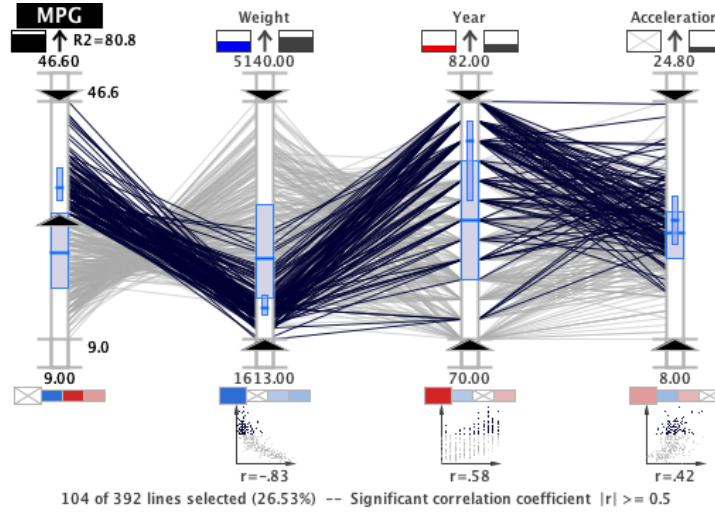 MPG Weight Year Acceleration
R2=80.8
46.60 5140.00 82.00 24.80
46.6
9.0
9.00 1613.00 70.00 8.00
r=-.83 r=.58 r=.42
104 of 392 lines selected (26.53%) -- Significant correlation coefficient |r| >= 0.5